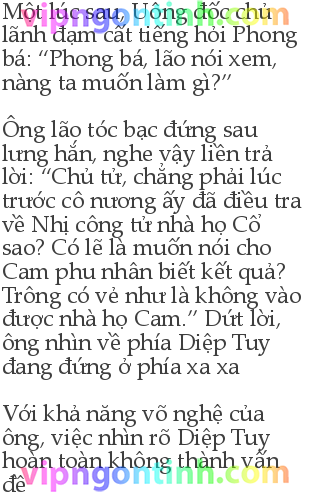 Một lúc sau, Uông đốc chủ
lãnh đạm cất tiếng hỏi Phong
bá: “Phong bá, lão nói xem,
nàng ta muốn làm gì?”
Ông lão tóc bạc đứng sau
lưng hắn, nghe vậy liền trả
lời: “Chủ tử, chẳng phải lúc
trước cô nương ấy đã điều tra
về Nhị công tử nhà họ Cổ
sao? Có lẽ là muốn nói cho
Cam phu nhân biết kết quả?
Trông có vẻ như là không vào
được nhà họ Cam.” Dứt lời,
ông nhìn về phía Diệp Tuy
đang đứng ở phía xa xa
Với khả năng võ nghệ của
ông, việc nhìn rõ Diệp Tuy
hoàn toàn không thành vấn
đề
vipngontinh.com